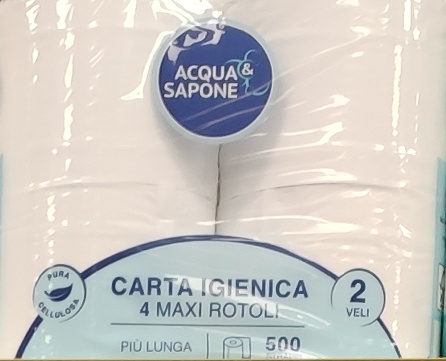 ACQUA &
SAPONE
PURA
CELLULOSA
CARTA IGIENICA
4 MAXI ROTOLI
2
VELI
PIÙ LUNGA
500